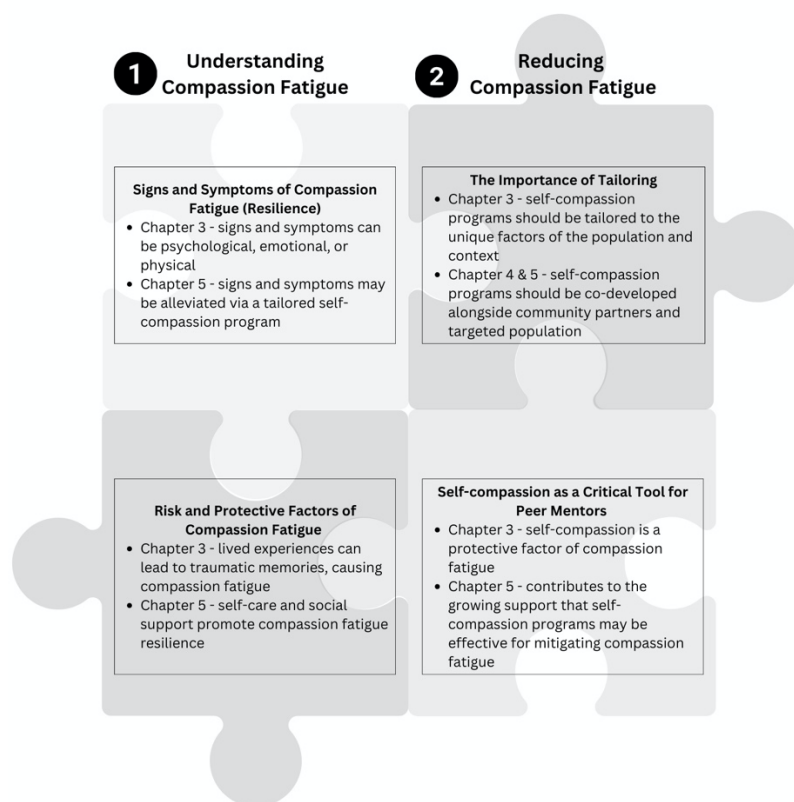 1
Understanding
Compassion Fatigue
2
Reducing
Compassion Fatigue
Signs and Symptoms of Compassion
Fatigue (Resilience)
• Chapter 3 - signs and symptoms can
be psychological, emotional, or
physical
• Chapter 5 - signs and symptoms may
be alleviated via a tailored self-
compassion program
The Importance of Tailoring
• Chapter 3 - self-compassion
programs should be tailored to the
unique factors of the population and
context
• Chapter 4 & 5 - self-compassion
programs should be co-developed
alongside community partners and
targeted population
Risk and Protective Factors of
Compassion Fatigue
• Chapter 3 - lived experiences can
lead to traumatic memories, causing
compassion fatigue
• Chapter 5 - self-care and social
support promote compassion fatigue
resilience
Self-compassion as a Critical Tool for
Peer Mentors
• Chapter 3 - self-compassion is a
protective factor of compassion
fatigue
• Chapter 5 - contributes to the
growing support that self-
compassion programs may be
effective for mitigating compassion
fatigue